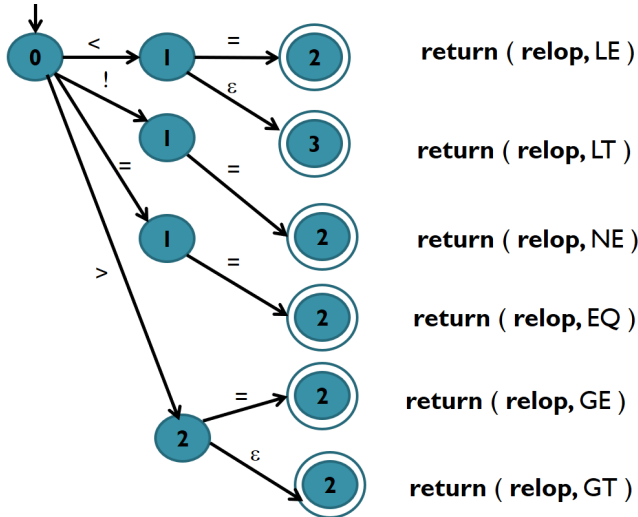 0 < 1 = 2 return ( relop, LE )
! ε
1 3 return ( relop, LT )
= =
1 2 return ( relop, NE )
> =
2 return ( relop, EQ )
= 2 return ( relop, GE )
2 ε
2 return ( relop, GT )